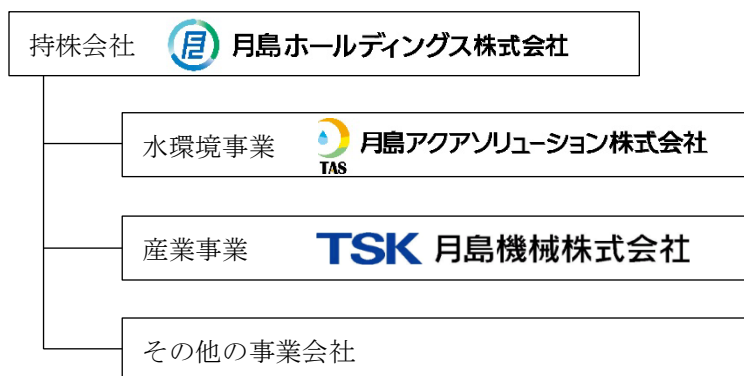 持株会社 月島ホールディングス株式会社
水環境事業 TAS 月島アクアソリューション株式会社
産業事業 TSK 月島機械株式会社
その他の事業会社